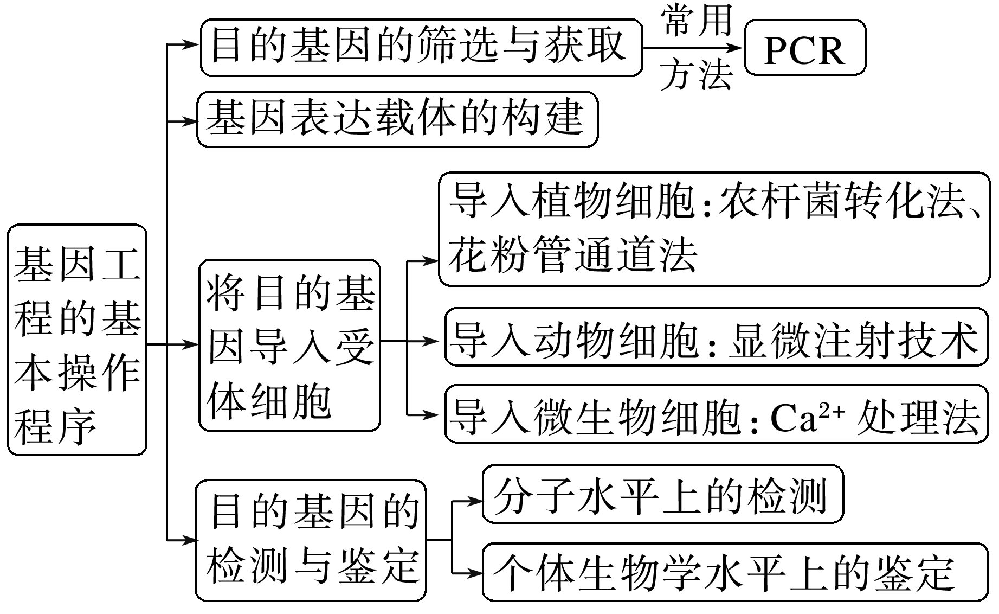 目的基因的筛选与获取
常用
方法
PCR
基因表达载体的构建
基因工
程的基
本操作
程序
将目的基
因导入受
体细胞
导入植物细胞:农杆菌转化法、
花粉管通道法
导入动物细胞:显微注射技术
导入微生物细胞:Ca²⁺处理法
目的基因的
检测与鉴定
分子水平上的检测
个体生物学水平上的鉴定